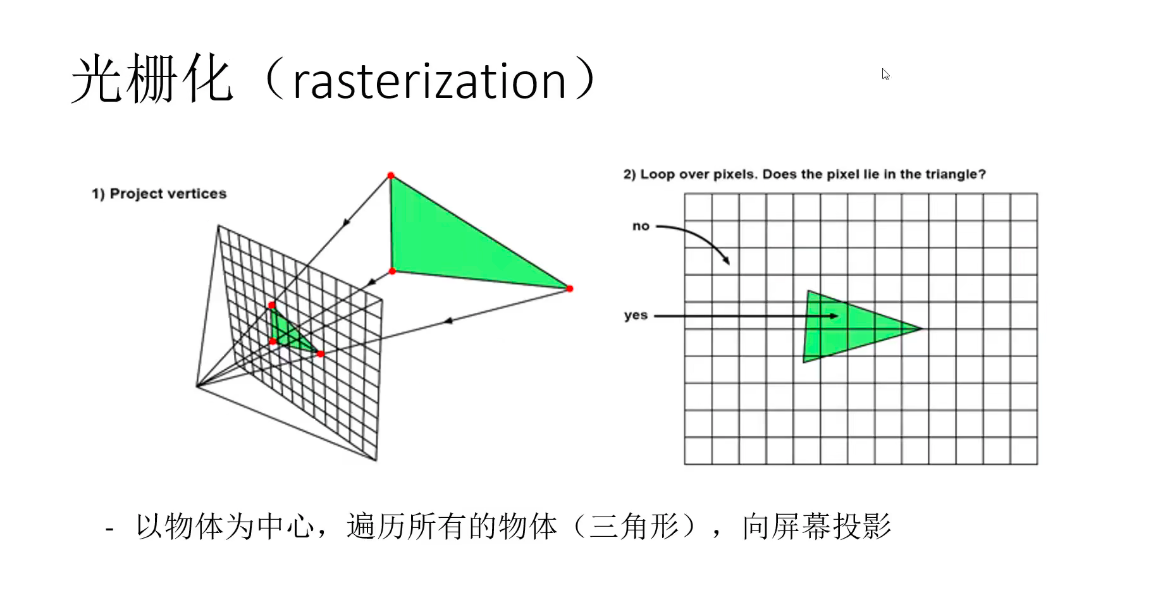 光栅化（rasterization）
1) Project vertices
2) Loop over pixels. Does the pixel lie in the triangle?
no
yes
- 以物体为中心，遍历所有的物体（三角形），向屏幕投影